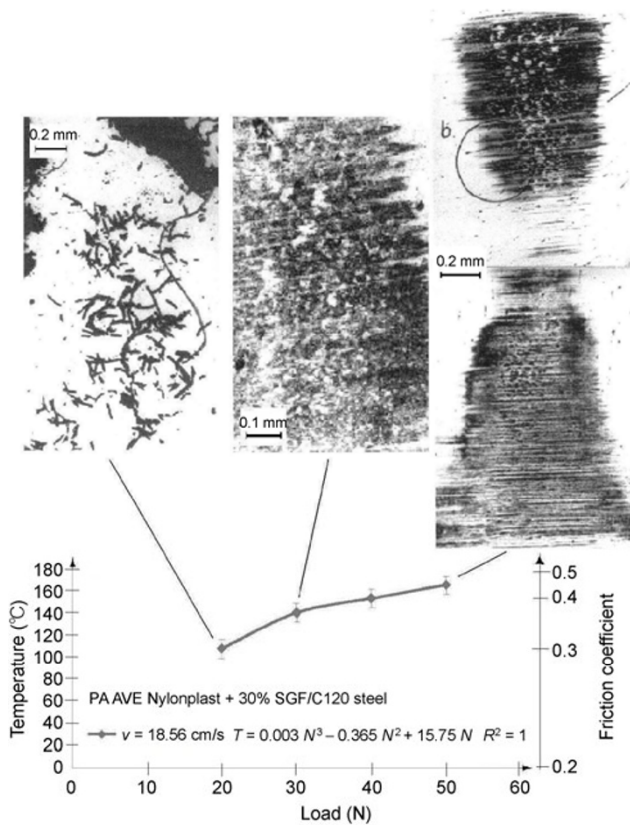 0.2 mm
0.1 mm
b.
0.2 mm
180
160
140
120
100
80
60
40
20
0
Temperature (°C)
0.5
0.4
0.3
0.2
Friction coefficient
PA AVE Nylonplast + 30% SGF/C120 steel
v = 18.56 cm/s T = 0.003 N³ – 0.365 N² + 15.75 N R² = 1
0 10 20 30 40 50 60
Load (N)